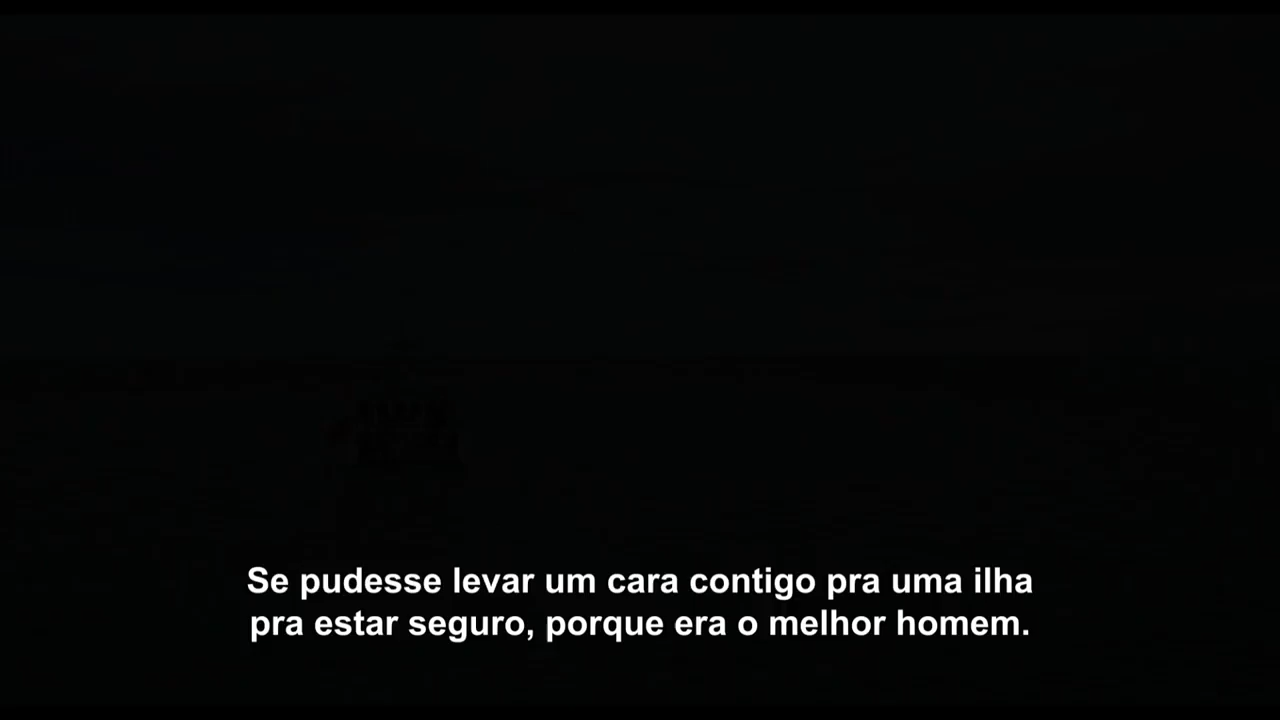 Se pudesse levar um cara contigo pra uma ilha
pra estar seguro, porque era o melhor homem.